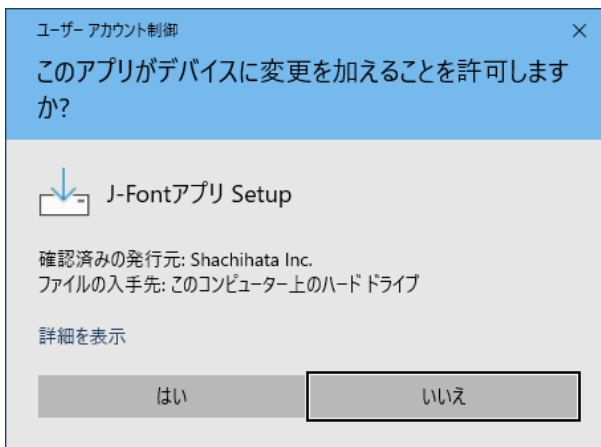 ユーザー アカウント制御
このアプリがデバイスに変更を加えることを許可します
か?
J-Fontアプリ Setup
確認済みの発行元: Shachihata Inc.
ファイルの入手先: このコンピューター上のハード ドライブ
詳細を表示
はい
いいえ